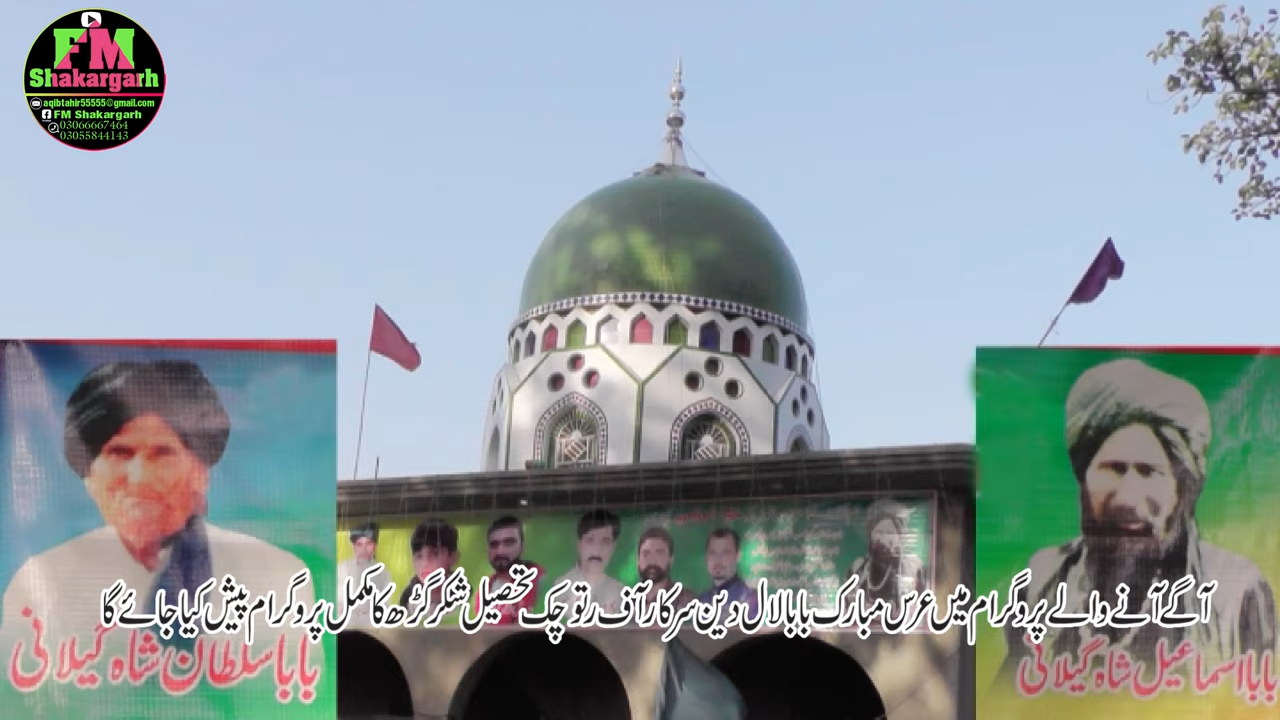 FM
Shakargarh
aqibtahir55555@gmail.com
FM Shakargarh
03066667464
03055844143
آگے آنے والے پروگرام میں عرس مبارک بابا لال دین سرکار آف رتو چک تحصیل شکر گڑھ کا مکمل پروگرام پیش کیا جائے گا
بابا سلطان شاہ گیلانی
بابا اسماعیل شاہ گیلانی